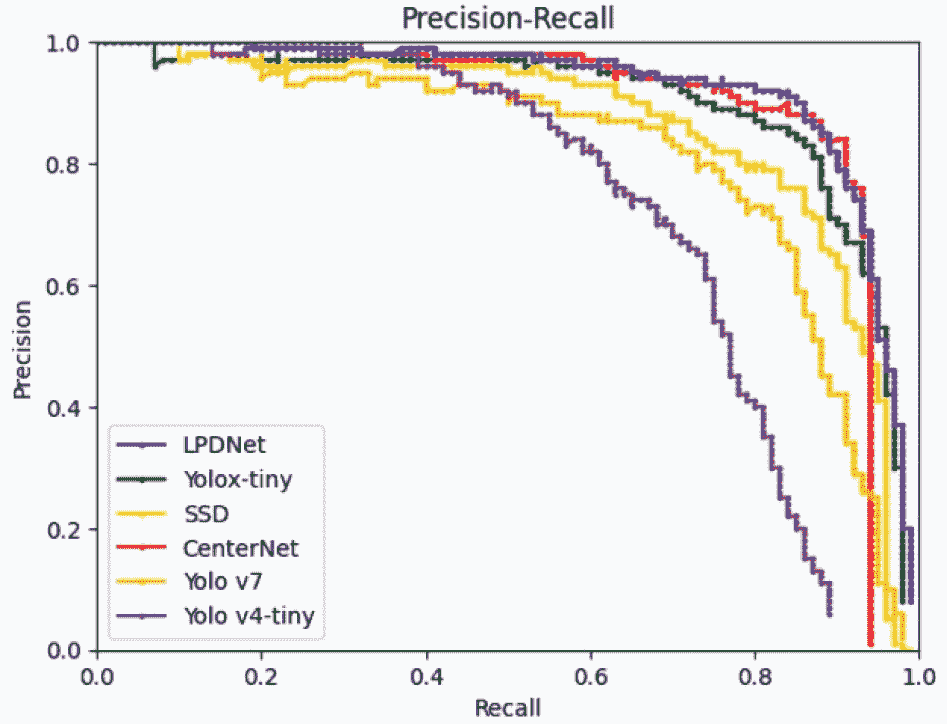 Precision-Recall
1.0
0.8
0.6
0.4
0.2
0.0
Precision
LPDNet
Yolox-tiny
SSD
CenterNet
Yolo v7
Yolo v4-tiny
0.0 0.2 0.4 0.6 0.8 1.0
Recall